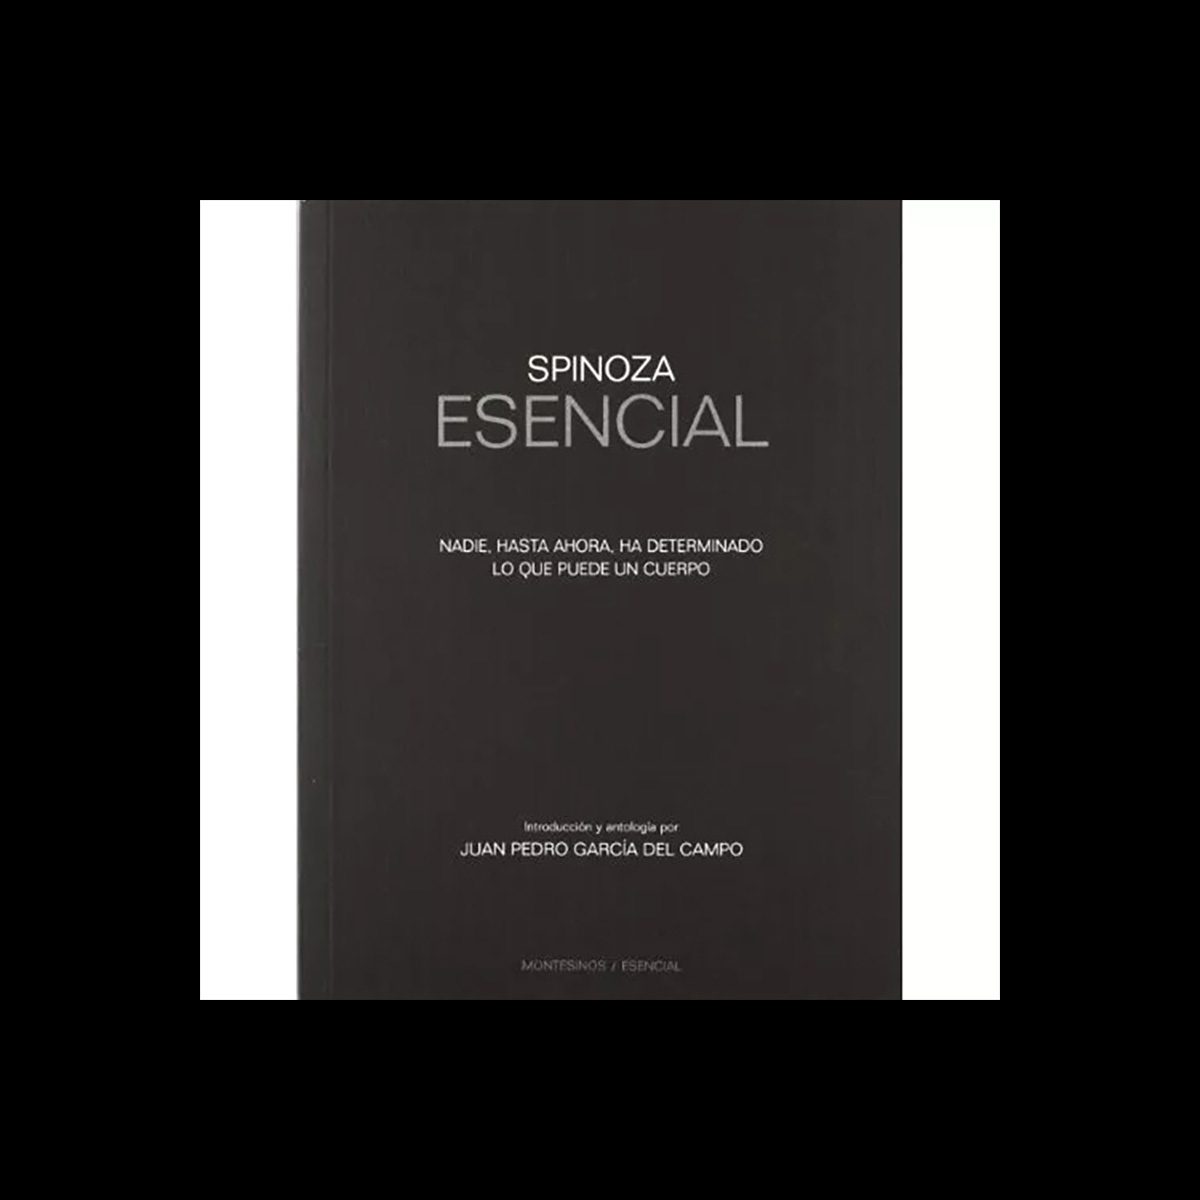 SPINOZA
ESENCIAL
NADIE, HASTA AHORA, HA DETERMINADO
LO QUE PUEDE UN CUERPO
Introducción y antología por
JUAN PEDRO GARCÍA DEL CAMPO
MONTESINOS / ESENCIAL